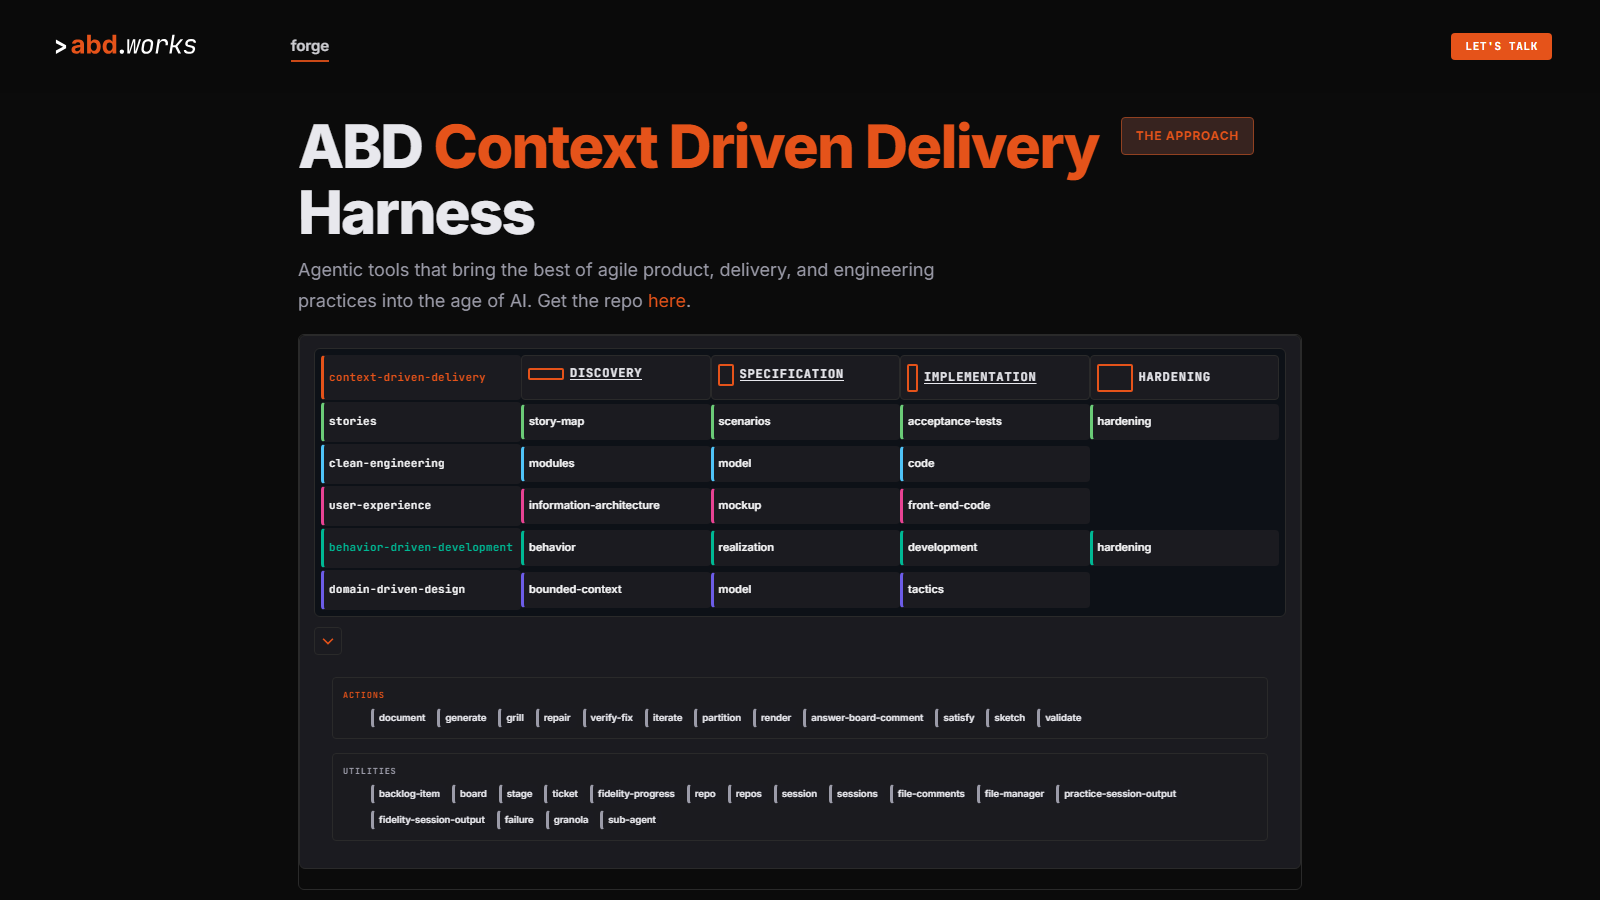 >abd.works
forge
LET'S TALK
ABD Context Driven Delivery
Harness
THE APPROACH
Agentic tools that bring the best of agile product, delivery, and engineering
practices into the age of AI. Get the repo here.
context-driven-delivery DISCOVERY SPECIFICATION IMPLEMENTATION HARDENING
stories story-map scenarios acceptance-tests hardening
clean-engineering modules model code
user-experience information-architecture mockup front-end-code
behavior-driven-development behavior realization development hardening
domain-driven-design bounded-context model tactics
ACTIONS
document generate grill repair verify-fix iterate partition render answer-board-comment satisfy sketch validate
UTILITIES
backlog-item board stage ticket fidelity-progress repo repos session sessions file-comments file-manager practice-session-output
fidelity-session-output failure granola sub-agent